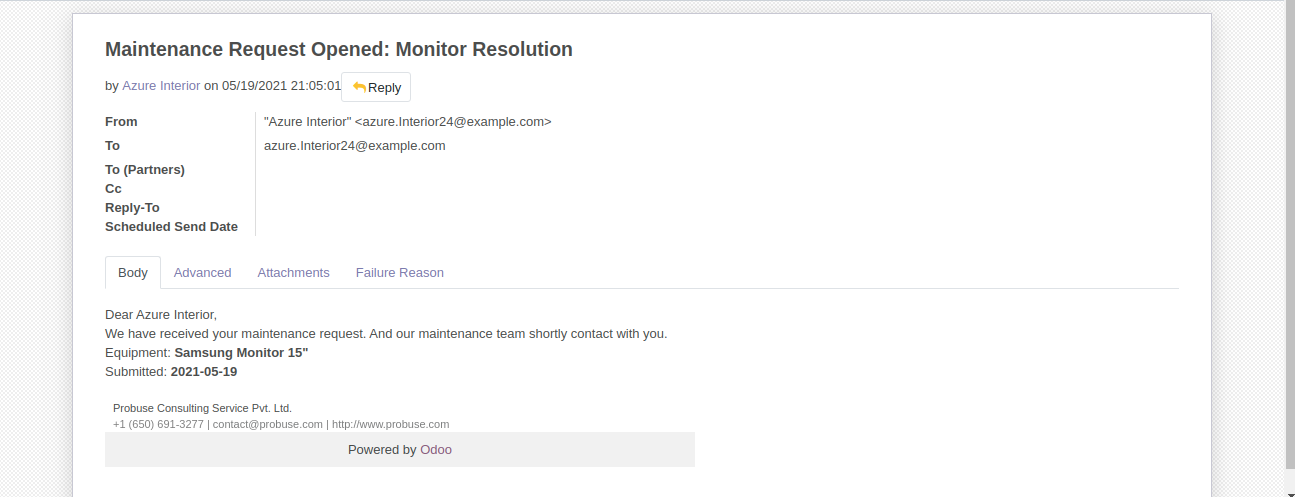 Maintenance Request Opened: Monitor Resolution
by Azure Interior on 05/19/2021 21:05:01 Reply
From "Azure Interior" <azure.Interior24@example.com>
To azure.Interior24@example.com
To (Partners)
Cc
Reply-To
Scheduled Send Date
Body Advanced Attachments Failure Reason
Dear Azure Interior,
We have received your maintenance request. And our maintenance team shortly contact with you.
Equipment: Samsung Monitor 15"
Submitted: 2021-05-19
Probuse Consulting Service Pvt. Ltd.
+1 (650) 691-3277 | contact@probuse.com | http://www.probuse.com
Powered by Odoo